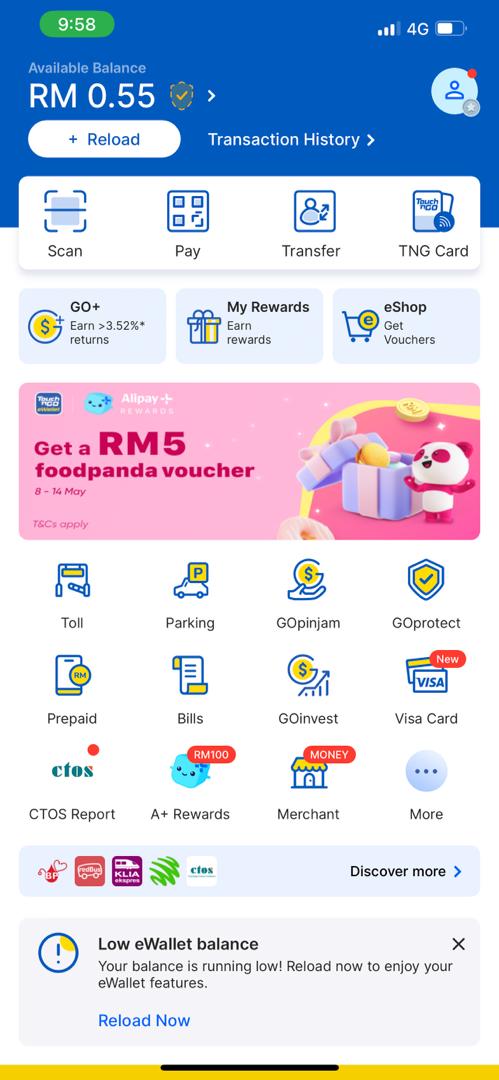 9:58
4G
Available Balance
RM 0.55
+ Reload
Transaction History
Scan
Pay
Transfer
Touch
'n GO
TNG Card
GO+
Earn >3.52%*
returns
My Rewards
Earn
rewards
eShop
Get
Vouchers
Touch
'n GO
eWallet
Alipay+
REWARDS
Get a RM5
foodpanda voucher
8 - 14 May
T&Cs apply
Toll
P
Parking
GOpinjam
GOprotect
RM
Prepaid
Bills
GOinvest
New
VISA
Visa Card
ctos
CTOS Report
RM100
A+ Rewards
MONEY
Merchant
More
BP
redBus
KLIA
ekspres
ctos
Discover more
Low eWallet balance
Your balance is running low! Reload now to enjoy your
eWallet features.
Reload Now